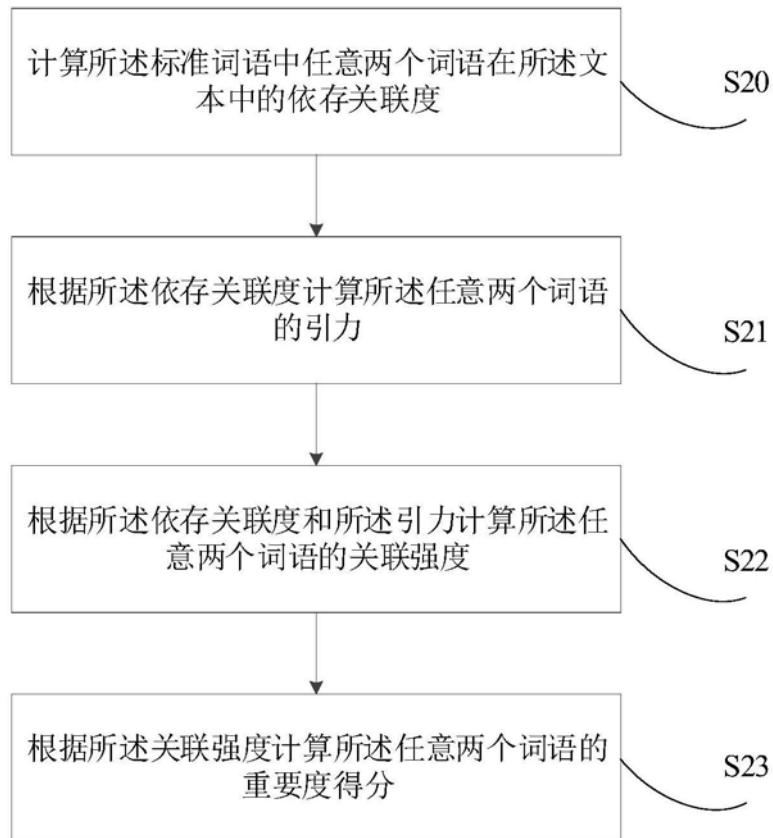 计算所述标准词语中任意两个词语在所述文
本中的依存关联度
S20
根据所述依存关联度计算所述任意两个词语
的引力
S21
根据所述依存关联度和所述引力计算所述任
意两个词语的关联强度
S22
根据所述关联强度计算所述任意两个词语的
重要度得分
S23